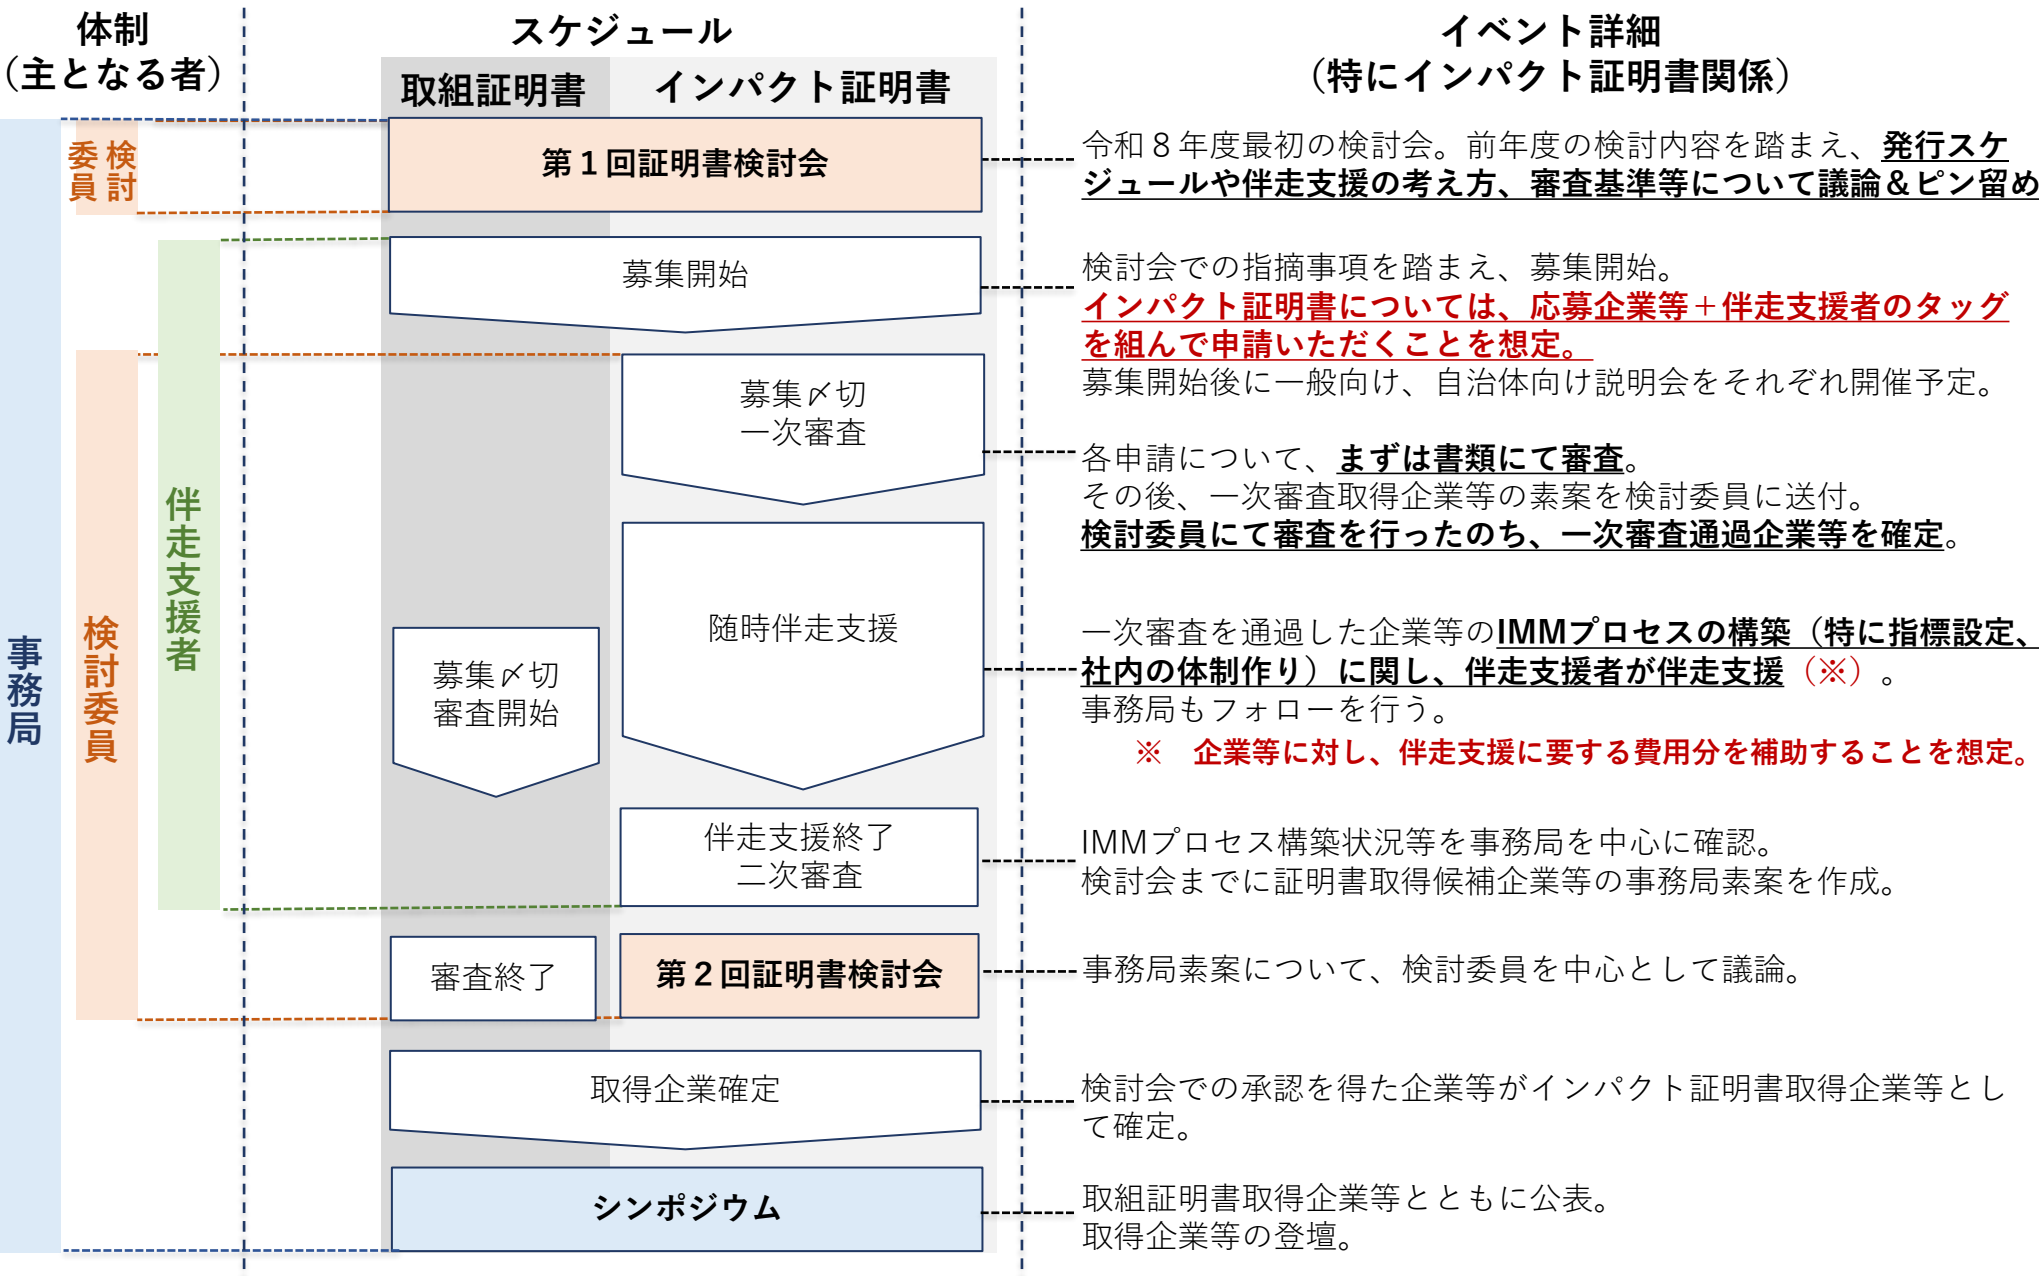 体制
（主となる者）
スケジュール
イベント詳細
（特にインパクト証明書関係）
取組証明書
インパクト証明書
事務局
検討
委員
検討委員
伴走支援者
第１回証明書検討会
令和８年度最初の検討会。前年度の検討内容を踏まえ、発行スケ
ジュールや伴走支援の考え方、審査基準等について議論＆ピン留め
募集開始
検討会での指摘事項を踏まえ、募集開始。
インパクト証明書については、応募企業等＋伴走支援者のタッグ
を組んで申請いただくことを想定。
募集開始後に一般向け、自治体向け説明会をそれぞれ開催予定。
募集〆切
一次審査
各申請について、まずは書類にて審査。
その後、一次審査取得企業等の素案を検討委員に送付。
検討委員にて審査を行ったのち、一次審査通過企業等を確定。
募集〆切
審査開始
随時伴走支援
一次審査を通過した企業等のIMMプロセスの構築（特に指標設定、
社内の体制作り）に関し、伴走支援者が伴走支援（※）。
事務局もフォローを行う。
※　企業等に対し、伴走支援に要する費用分を補助することを想定。
伴走支援終了
二次審査
IMMプロセス構築状況等を事務局を中心に確認。
検討会までに証明書取得候補企業等の事務局素案を作成。
審査終了
第２回証明書検討会
事務局素案について、検討委員を中心として議論。
取得企業確定
検討会での承認を得た企業等がインパクト証明書取得企業等とし
て確定。
シンポジウム
取組証明書取得企業等とともに公表。
取得企業等の登壇。